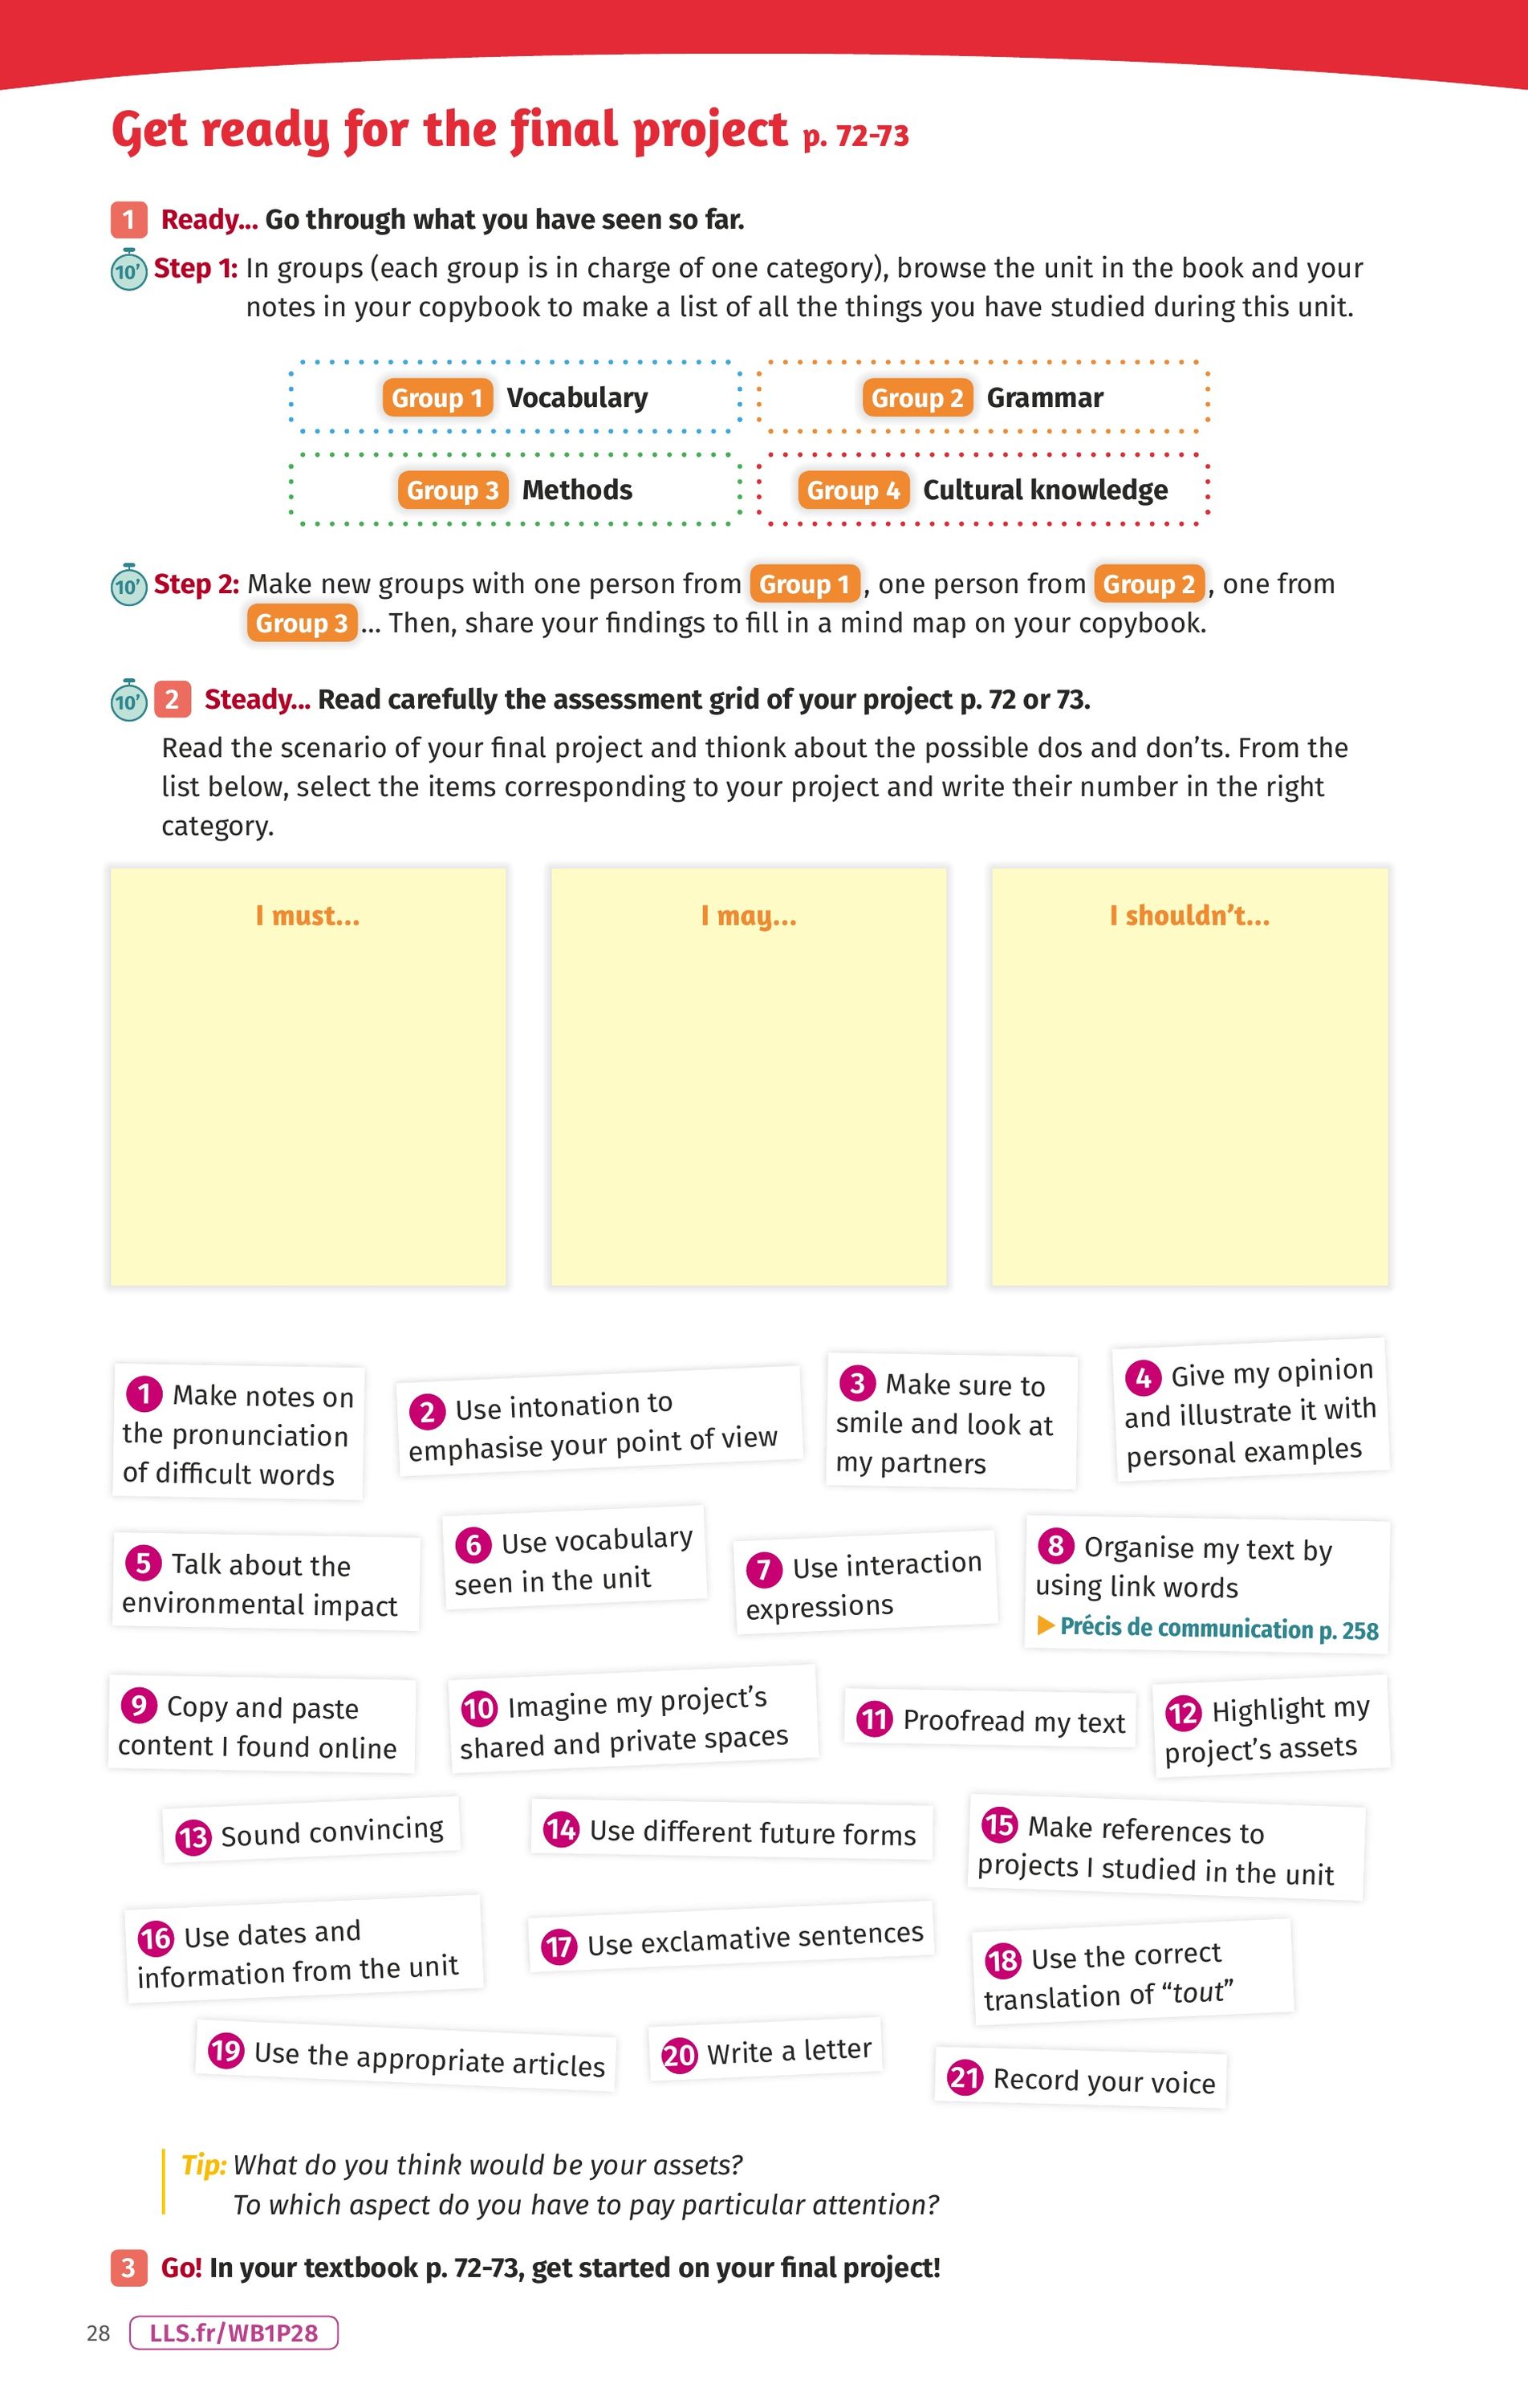 Get ready for the final project p. 72-73
1 Ready... Go through what you have seen so far.
10' Step 1: In groups (each group is in charge of one category), browse the unit in the book and your
notes in your copybook to make a list of all the things you have studied during this unit.
Group 1 Vocabulary
Group 2 Grammar
Group 3 Methods
Group 4 Cultural knowledge
10' Step 2: Make new groups with one person from Group 1, one person from Group 2, one from
Group 3... Then, share your findings to fill in a mind map on your copybook.
10' 2 Steady... Read carefully the assessment grid of your project p. 72 or 73.
Read the scenario of your final project and thionk about the possible dos and don'ts. From the
list below, select the items corresponding to your project and write their number in the right
category.
I must...
I may...
I shouldn't...
1 Make notes on
the pronunciation
of difficult words
2 Use intonation to
emphasise your point of view
3 Make sure to
smile and look at
my partners
4 Give my opinion
and illustrate it with
personal examples
5 Talk about the
environmental impact
6 Use vocabulary
seen in the unit
7 Use interaction
expressions
8 Organise my text by
using link words
▶ Précis de communication p. 258
9 Copy and paste
content I found online
10 Imagine my project's
shared and private spaces
11 Proofread my text
12 Highlight my
project's assets
13 Sound convincing
14 Use different future forms
15 Make references to
projects I studied in the unit
16 Use dates and
information from the unit
17 Use exclamative sentences
18 Use the correct
translation of "tout"
19 Use the appropriate articles
20 Write a letter
21 Record your voice
Tip: What do you think would be your assets?
To which aspect do you have to pay particular attention?
3 Go! In your textbook p. 72-73, get started on your final project!
28 LLS.fr/WB1P28